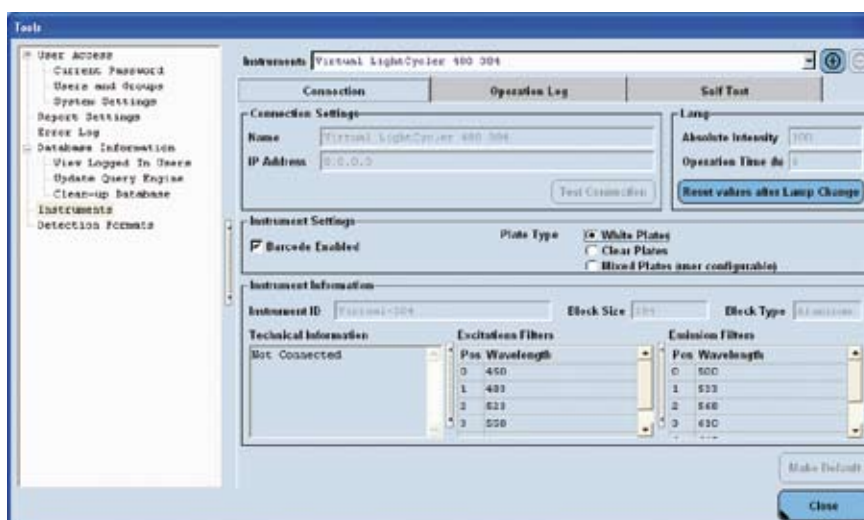 Tools
User Access
Current Password
Users and Groups
System Settings
Report Settings
Error Log
Database Information
View Logged In Users
Update Query Engine
Clean-up Database
Instruments
Detection Formats
Instruments Virtual LightCycler 480 384
Connection Operation Log Self Test
Connection Settings
Name Virtual LightCycler 480 384
IP Address 0.0.0.0
Test Connection
Lamp
Absolute Intensity 100
Operation Time
Reset values after Lamp Change
Instrument Settings
Barcode Enabled
Plate Type White Plates
Clear Plates
Mixed Plates (user configurable)
Instrument Information
Instrument ID Virtual-384
Block Size 384 Block Type Aluminum
Technical Information
Not Connected
Excitations Filters
Pos Wavelength
0 450
1 483
2 523
3 558
Emission Filters
Pos Wavelength
0 500
1 533
2 568
3 610
Make Default
Close